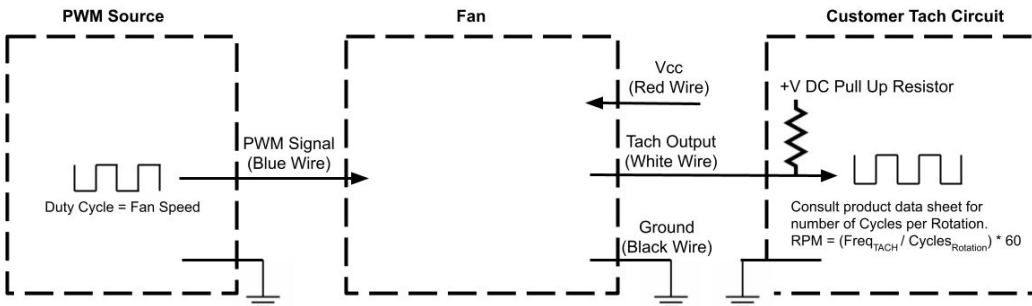 PWM Source
Fan
Customer Tach Circuit
Vcc
(Red Wire)
+V DC Pull Up Resistor
PWM Signal
(Blue Wire)
Tach Output
(White Wire)
Duty Cycle = Fan Speed
Consult product data sheet for
number of Cycles per Rotation.
RPM = (FreqTACH / CyclesRotation) * 60
Ground
(Black Wire)